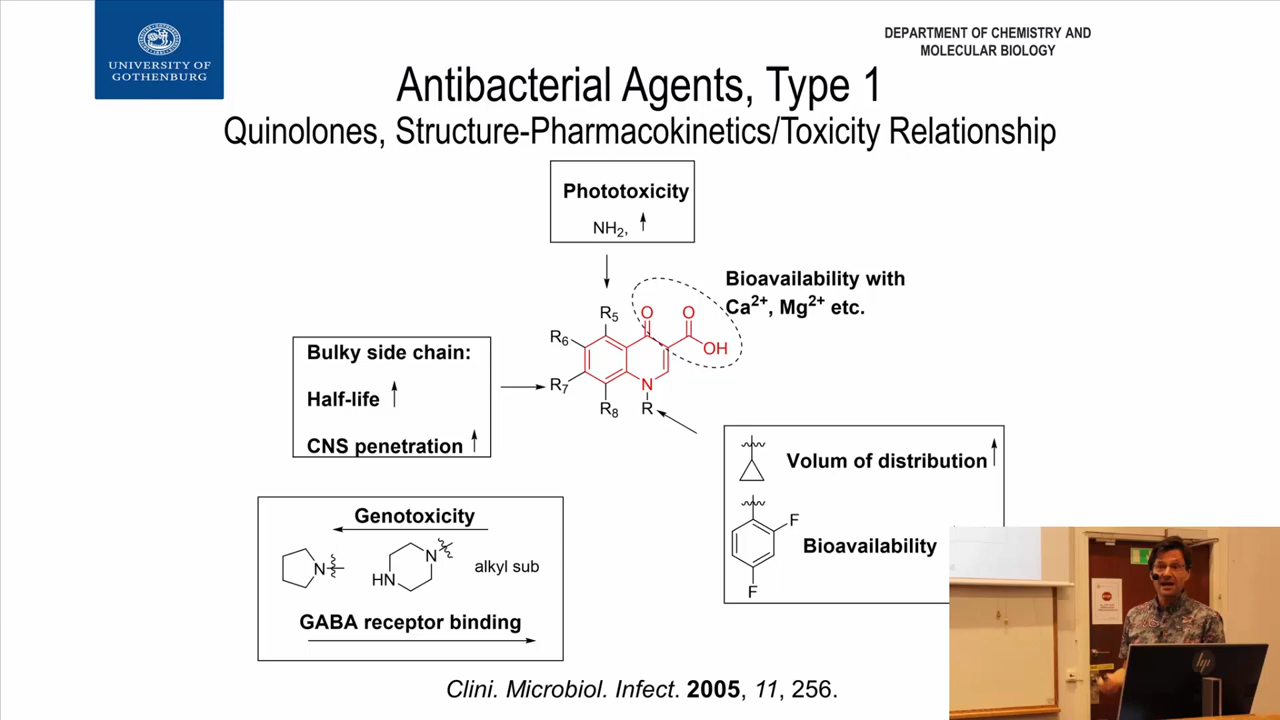 UNIVERSITY OF
GOTHENBURG
DEPARTMENT OF CHEMISTRY AND
MOLECULAR BIOLOGY
Antibacterial Agents, Type 1
Quinolones, Structure-Pharmacokinetics/Toxicity Relationship
Phototoxicity
NH₂,
Bioavailability with
Ca²⁺, Mg²⁺ etc.
R₅
O
O
R₆
OH
R₇
N
R₈
R
Bulky side chain:
Half-life
CNS penetration
Volum of distribution
F
Bioavailability
F
Genotoxicity
N
N
HN
alkyl sub
GABA receptor binding
Clini. Microbiol. Infect. 2005, 11, 256.
hp